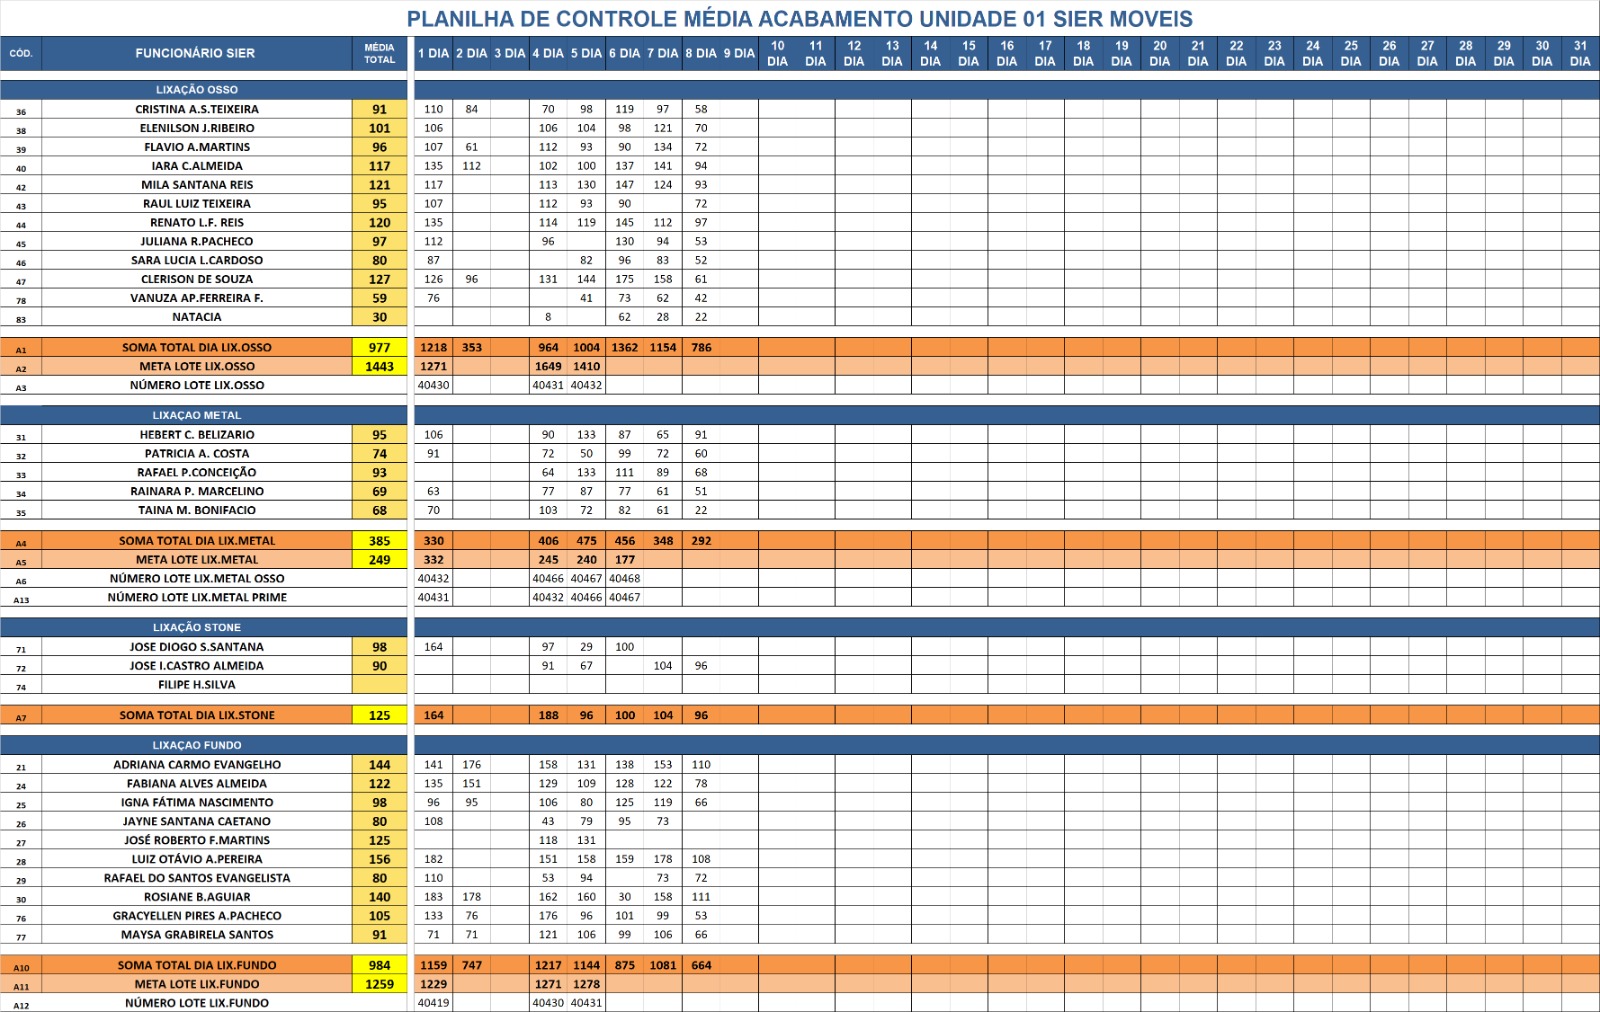 PLANILHA DE CONTROLE MÉDIA ACABAMENTO UNIDADE 01 SIER MOVEIS
CÓD. FUNCIONÁRIO SIER MÉDIA TOTAL 1 DIA 2 DIA 3 DIA 4 DIA 5 DIA 6 DIA 7 DIA 8 DIA 9 DIA 10 DIA 11 DIA 12 DIA 13 DIA 14 DIA 15 DIA 16 DIA 17 DIA 18 DIA 19 DIA 20 DIA 21 DIA 22 DIA 23 DIA 24 DIA 25 DIA 26 DIA 27 DIA 28 DIA 29 DIA 30 DIA 31 DIA
LIXAÇÃO OSSO
36 CRISTINA A.S.TEIXEIRA 91 110 84 70 98 119 97 58
38 ELENILSON J.RIBEIRO 101 106 106 104 98 121 70
39 FLAVIO A.MARTINS 96 107 61 112 93 90 134 72
40 IARA C.ALMEIDA 117 135 112 102 100 137 141 94
42 MILA SANTANA REIS 121 117 113 130 147 124 93
43 RAUL LUIZ TEIXEIRA 95 107 112 93 90 72
44 RENATO L.F. REIS 120 135 114 119 145 112 97
45 JULIANA R.PACHECO 97 112 96 130 94 53
46 SARA LUCIA L.CARDOSO 80 87 82 96 83 52
47 CLERISON DE SOUZA 127 126 96 131 144 175 158 61
78 VANUZA AP.FERREIRA F. 59 76 41 73 62 42
83 NATACIA 30 8 62 28 22
A1 SOMA TOTAL DIA LIX.OSSO 977 1218 353 964 1004 1362 1154 786
A2 META LOTE LIX.OSSO 1443 1271 1649 1410
A3 NÚMERO LOTE LIX.OSSO 40430 40431 40432
LIXAÇAO METAL
31 HEBERT C. BELIZARIO 95 106 90 133 87 65 91
32 PATRICIA A. COSTA 74 91 72 50 99 72 60
33 RAFAEL P.CONCEIÇÃO 93 64 133 111 89 68
34 RAINARA P. MARCELINO 69 63 77 87 77 61 51
35 TAINA M. BONIFACIO 68 70 103 72 82 61 22
A4 SOMA TOTAL DIA LIX.METAL 385 330 406 475 456 348 292
A5 META LOTE LIX.METAL 249 332 245 240 177
A6 NÚMERO LOTE LIX.METAL OSSO 40432 40466 40467 40468
A13 NÚMERO LOTE LIX.METAL PRIME 40431 40432 40466 40467
LIXAÇÃO STONE
71 JOSE DIOGO S.SANTANA 98 164 97 29 100
72 JOSE I.CASTRO ALMEIDA 90 91 67 104 96
74 FILIPE H.SILVA
A7 SOMA TOTAL DIA LIX.STONE 125 164 188 96 100 104 96
LIXAÇAO FUNDO
21 ADRIANA CARMO EVANGELHO 144 141 176 158 131 138 153 110
24 FABIANA ALVES ALMEIDA 122 135 151 129 109 128 122 78
25 IGNA FÁTIMA NASCIMENTO 98 96 95 106 80 125 119 66
26 JAYNE SANTANA CAETANO 80 108 43 79 95 73
27 JOSÉ ROBERTO F.MARTINS 125 118 131
28 LUIZ OTÁVIO A.PEREIRA 156 182 151 158 159 178 108
29 RAFAEL DO SANTOS EVANGELISTA 80 110 53 94 73 72
30 ROSIANE B.AGUIAR 140 183 178 162 160 30 158 111
76 GRACYELLEN PIRES A.PACHECO 105 133 76 176 96 101 99 53
77 MAYSA GRABIRELA SANTOS 91 71 71 121 106 99 106 66
A10 SOMA TOTAL DIA LIX.FUNDO 984 1159 747 1217 1144 875 1081 664
A11 META LOTE LIX.FUNDO 1259 1229 1271 1278
A12 NÚMERO LOTE LIX.FUNDO 40419 40430 40431